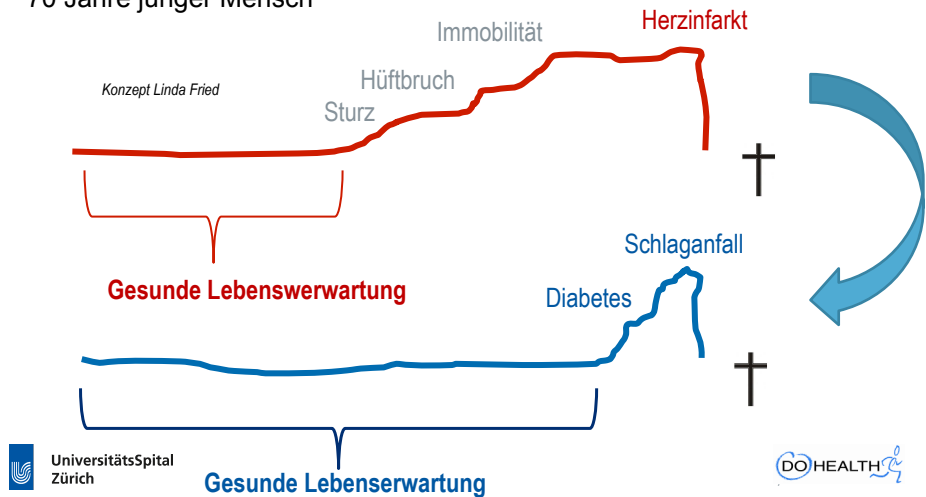 70 Jahre junger Mensch
Herzinfarkt
Immobilität
Hüftbruch
Konzept Linda Fried
Sturz
Gesunde Lebenswerwartung
Schlaganfall
Diabetes
UniversitätsSpital
Zürich
Gesunde Lebenserwartung
DO HEALTH